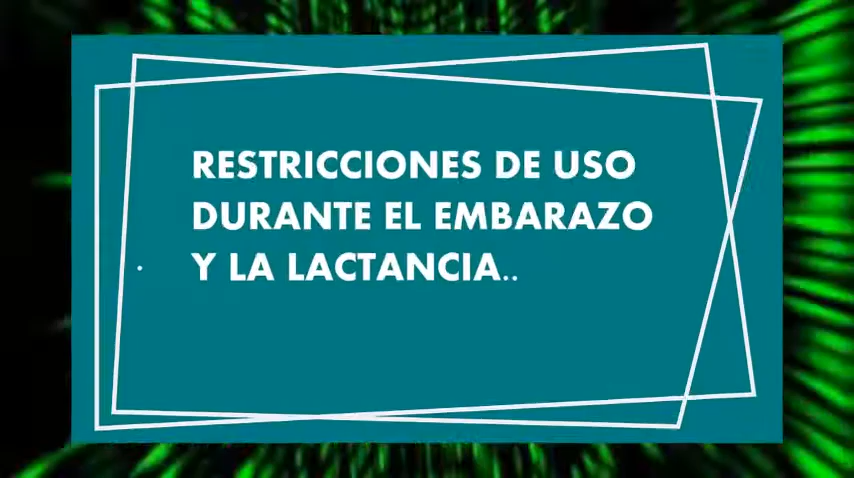 RESTRICCIONES DE USO
DURANTE EL EMBARAZO
Y LA LACTANCIA..